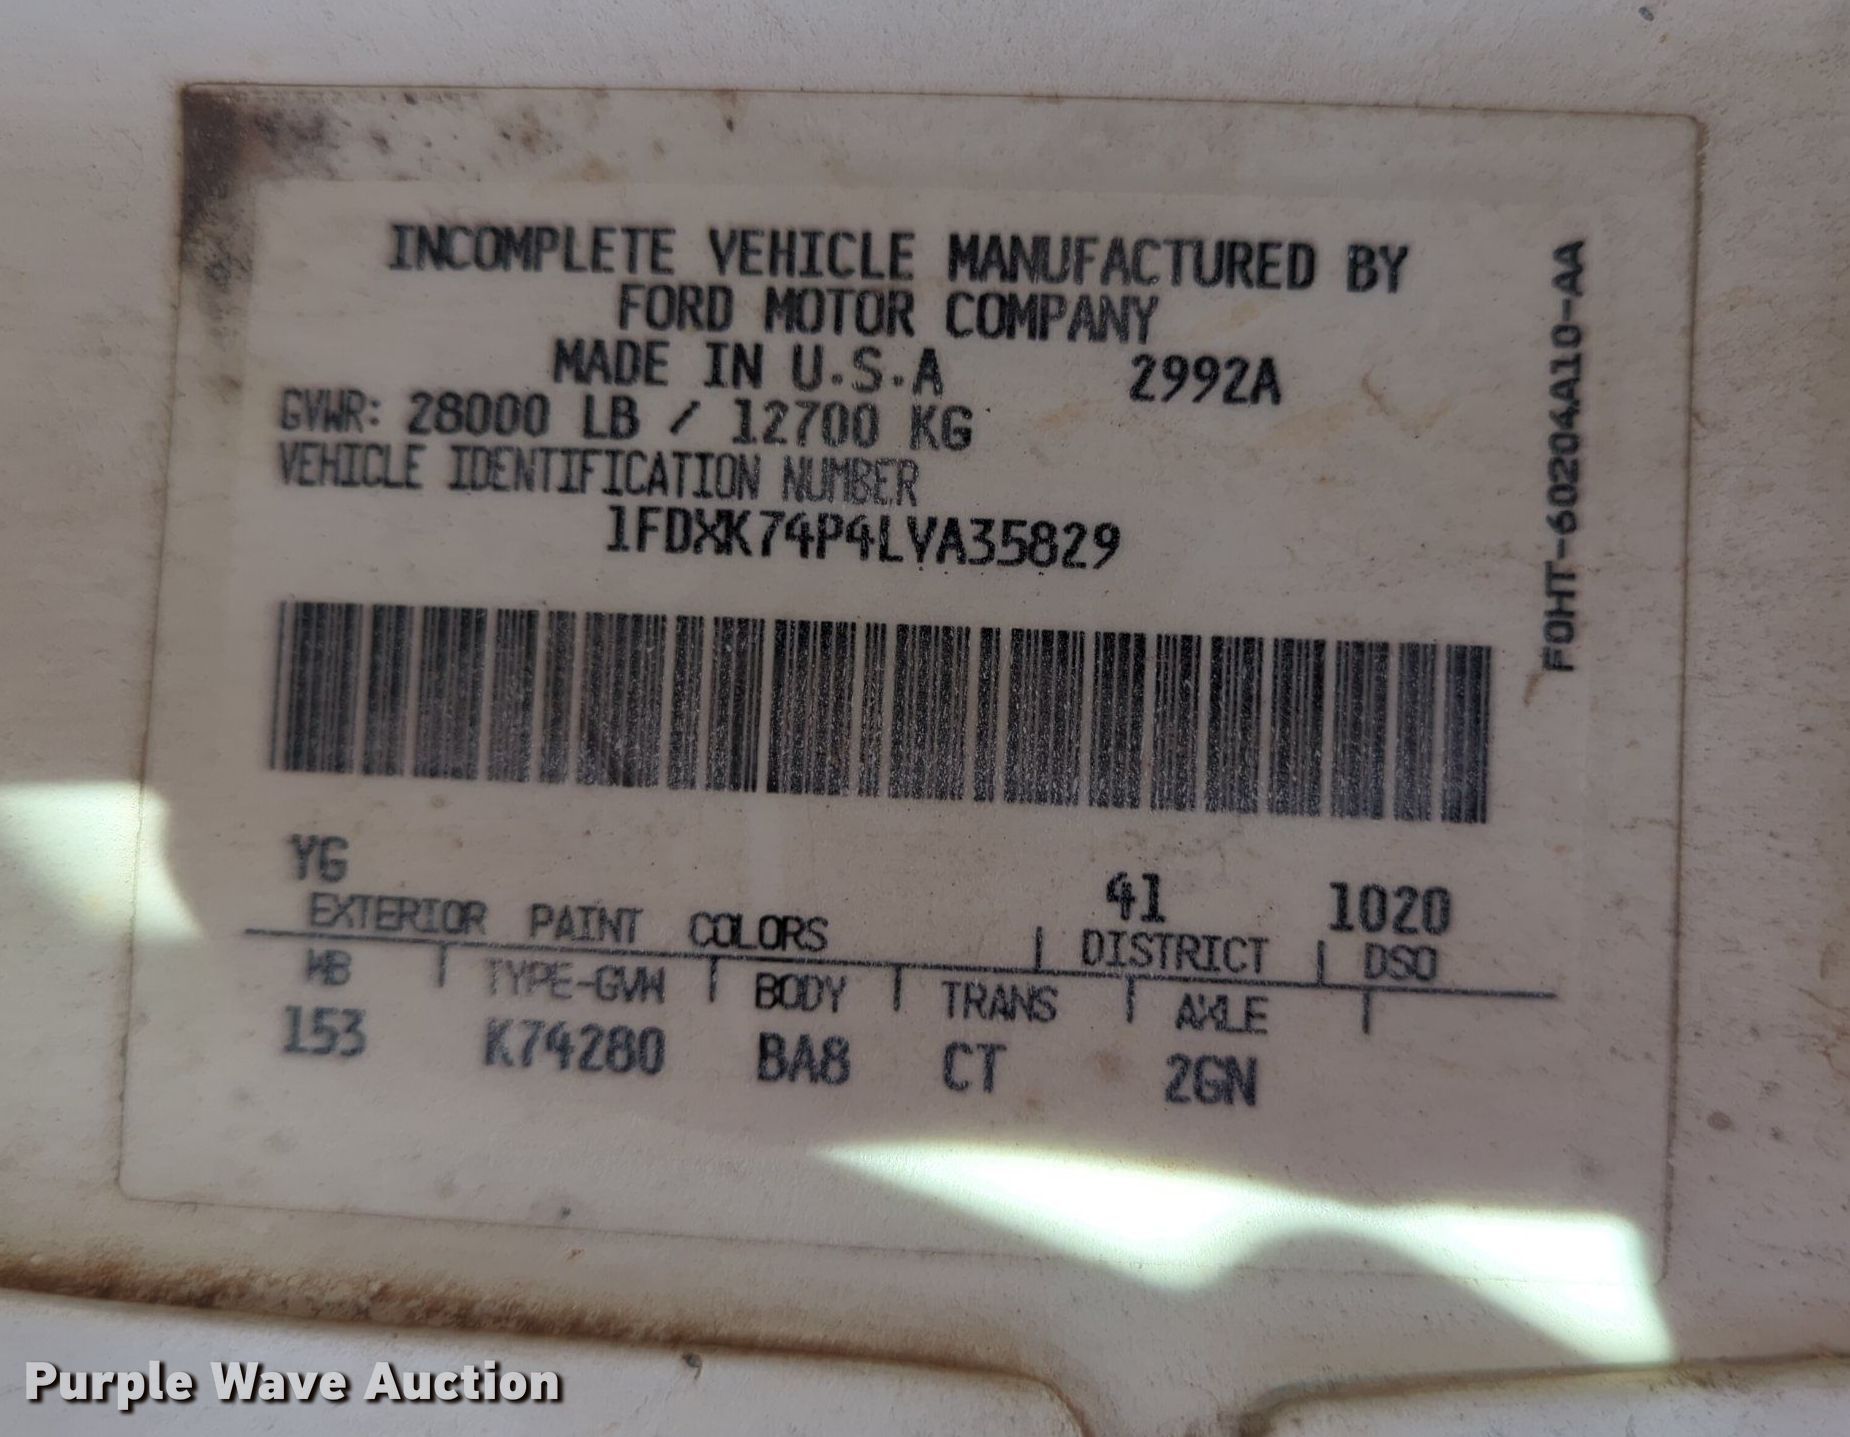 INCOMPLETE VEHICLE MANUFACTURED BY
FORD MOTOR COMPANY
MADE IN U.S.A 2992A
GVWR: 28000 LB / 12700 KG
VEHICLE IDENTIFICATION NUMBER
1FDXK74P4LVA35829
F0HT-60204A10-AA
YG 41 1020
EXTERIOR PAINT COLORS | DISTRICT | DSO
WB | TYPE-GVW | BODY | TRANS | AXLE |
153 K74280 BA8 CT 2GN
Purple Wave Auction